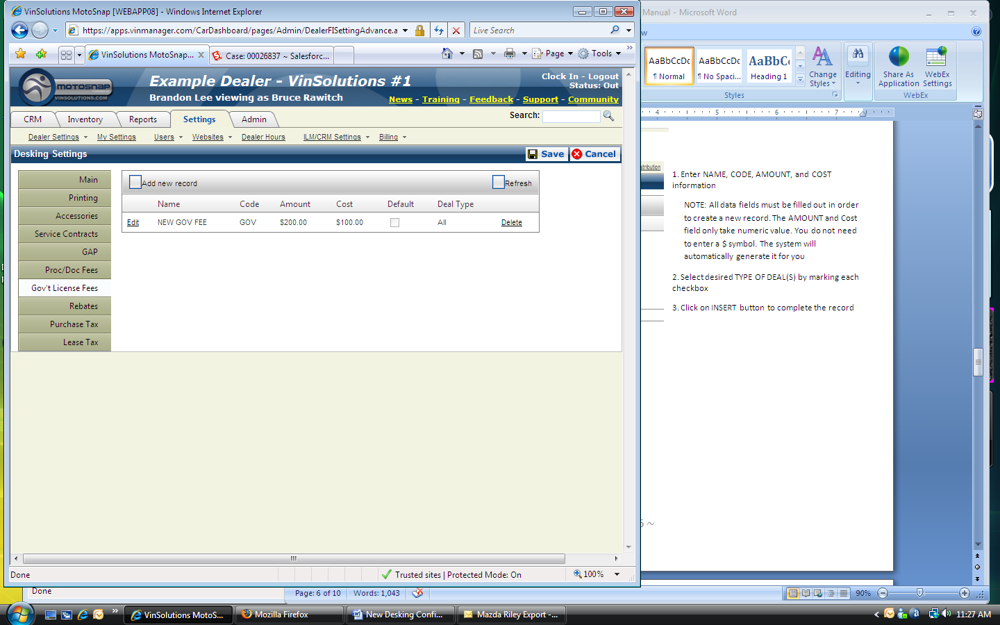 VinSolutions MotoSnap [WEBAPP08] - Windows Internet Explorer
https://apps.vinmanager.com/CarDashboard/pages/Admin/DealerFISettingAdvance.a
Live Search
VinSolutions MotoSnap...
Case: 00026837 ~ Salesforc...
Page
Tools
MOTOSNAP
VINSOLUTIONS.COM
Example Dealer - VinSolutions #1
Brandon Lee viewing as Bruce Rawitch
Clock In - Logout
Status: Out
News - Training - Feedback - Support - Community
CRM
Inventory
Reports
Settings
Admin
Search:
Dealer Settings
My Settings
Users
Websites
Dealer Hours
ILM/CRM Settings
Billing
Desking Settings
Save
Cancel
Main
Printing
Accessories
Service Contracts
GAP
Proc/Doc Fees
Gov't License Fees
Rebates
Purchase Tax
Lease Tax
Add new record
Refresh
Name Code Amount Cost Default Deal Type
Edit NEW GOV FEE GOV $200.00 $100.00 All Delete
Done
Trusted sites | Protected Mode: On
100%
Manual - Microsoft Word
w
AaBbCcDc
¶ Normal
AaBbCcDc
¶ No Spaci...
AaBbC
Heading 1
Change
Styles
Editing
Share As
Application
WebEx
Settings
Styles
WebEx
4 5 6 7
stribution
1. Enter NAME, CODE, AMOUNT, and COST
information
NOTE: All data fields must be filled out in order
to create a new record. The AMOUNT and Cost
field only take numeric value. You do not need
to enter a $ symbol. The system will
automatically generate it for you
2. Select desired TYPE OF DEAL(S) by marking each
checkbox
3. Click on INSERT button to complete the record
~
Done
Page: 6 of 10
Words: 1,043
90%
VinSolutions MotoS...
Mozilla Firefox
New Desking Confi...
Mazda Riley Export -...
11:27 AM